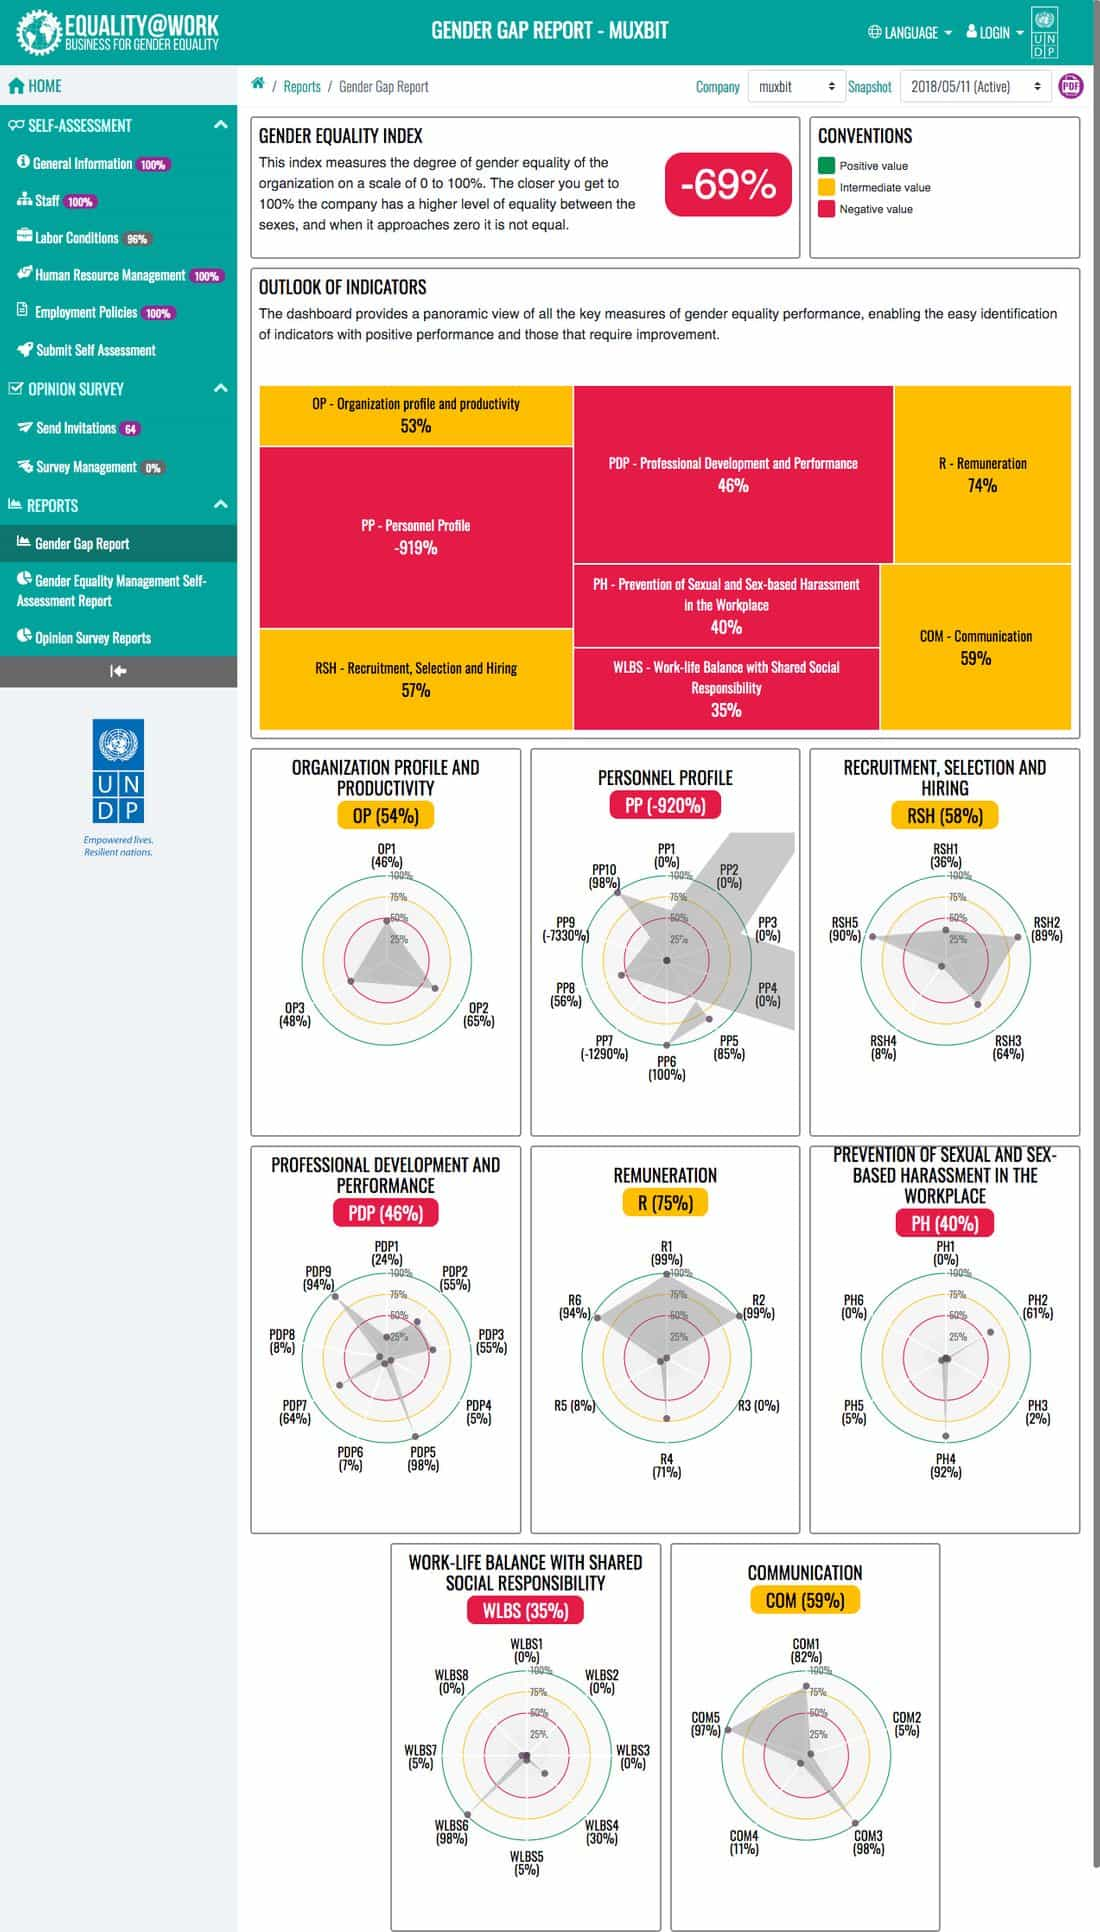 EQUALITY@WORK
BUSINESS FOR GENDER EQUALITY
GENDER GAP REPORT - MUXBIT
LANGUAGE
LOGIN
U N
D P
HOME
/ Reports / Gender Gap Report
Company
muxbit
Snapshot
2018/05/11 (Active)
PDF
SELF-ASSESSMENT
General Information 100%
Staff 100%
Labor Conditions 96%
Human Resource Management 100%
Employment Policies 100%
Submit Self Assessment
OPINION SURVEY
Send Invitations 64
Survey Management 0%
REPORTS
Gender Gap Report
Gender Equality Management Self-
Assessment Report
Opinion Survey Reports
U N
D P
Empowered lives.
Resilient nations.
GENDER EQUALITY INDEX
This index measures the degree of gender equality of the
organization on a scale of 0 to 100%. The closer you get to
100% the company has a higher level of equality between the
sexes, and when it approaches zero it is not equal.
-69%
CONVENTIONS
Positive value
Intermediate value
Negative value
OUTLOOK OF INDICATORS
The dashboard provides a panoramic view of all the key measures of gender equality performance, enabling the easy identification
of indicators with positive performance and those that require improvement.
OP - Organization profile and productivity
53%
PP - Personnel Profile
-919%
RSH - Recruitment, Selection and Hiring
57%
PDP - Professional Development and Performance
46%
R - Remuneration
74%
PH - Prevention of Sexual and Sex-based Harassment
in the Workplace
40%
WLBS - Work-life Balance with Shared Social
Responsibility
35%
COM - Communication
59%
ORGANIZATION PROFILE AND
PRODUCTIVITY
OP (54%)
OP1
(46%)
100%
75%
50%
25%
OP3
(48%)
OP2
(65%)
PERSONNEL PROFILE
PP (-920%)
PP1
(0%)
100%
75%
50%
25%
PP10
(98%)
PP2
(0%)
PP9
(-7330%)
PP3
(0%)
PP8
(56%)
PP4
(0%)
PP7
(-1290%)
PP5
(85%)
PP6
(100%)
RECRUITMENT, SELECTION AND
HIRING
RSH (58%)
RSH1
(36%)
100%
75%
50%
25%
RSH5
(90%)
RSH2
(89%)
RSH4
(8%)
RSH3
(64%)
PROFESSIONAL DEVELOPMENT AND
PERFORMANCE
PDP (46%)
PDP1
(24%)
100%
75%
50%
25%
PDP9
(94%)
PDP2
(55%)
PDP8
(8%)
PDP3
(55%)
PDP7
(64%)
PDP4
(5%)
PDP6
(7%)
PDP5
(98%)
REMUNERATION
R (75%)
R1
(99%)
100%
75%
50%
25%
R6
(94%)
R2
(99%)
R5 (8%)
R3 (0%)
R4
(71%)
PREVENTION OF SEXUAL AND SEX-
BASED HARASSMENT IN THE
WORKPLACE
PH (40%)
PH1
(0%)
100%
75%
50%
25%
PH6
(0%)
PH2
(61%)
PH5
(5%)
PH3
(2%)
PH4
(92%)
WORK-LIFE BALANCE WITH SHARED
SOCIAL RESPONSIBILITY
WLBS (35%)
WLBS1
(0%)
100%
75%
50%
25%
WLBS8
(0%)
WLBS2
(0%)
WLBS7
(5%)
WLBS3
(0%)
WLBS6
(98%)
WLBS4
(30%)
WLBS5
(5%)
COMMUNICATION
COM (59%)
COM1
(82%)
100%
75%
50%
25%
COM5
(97%)
COM2
(5%)
COM4
(11%)
COM3
(98%)